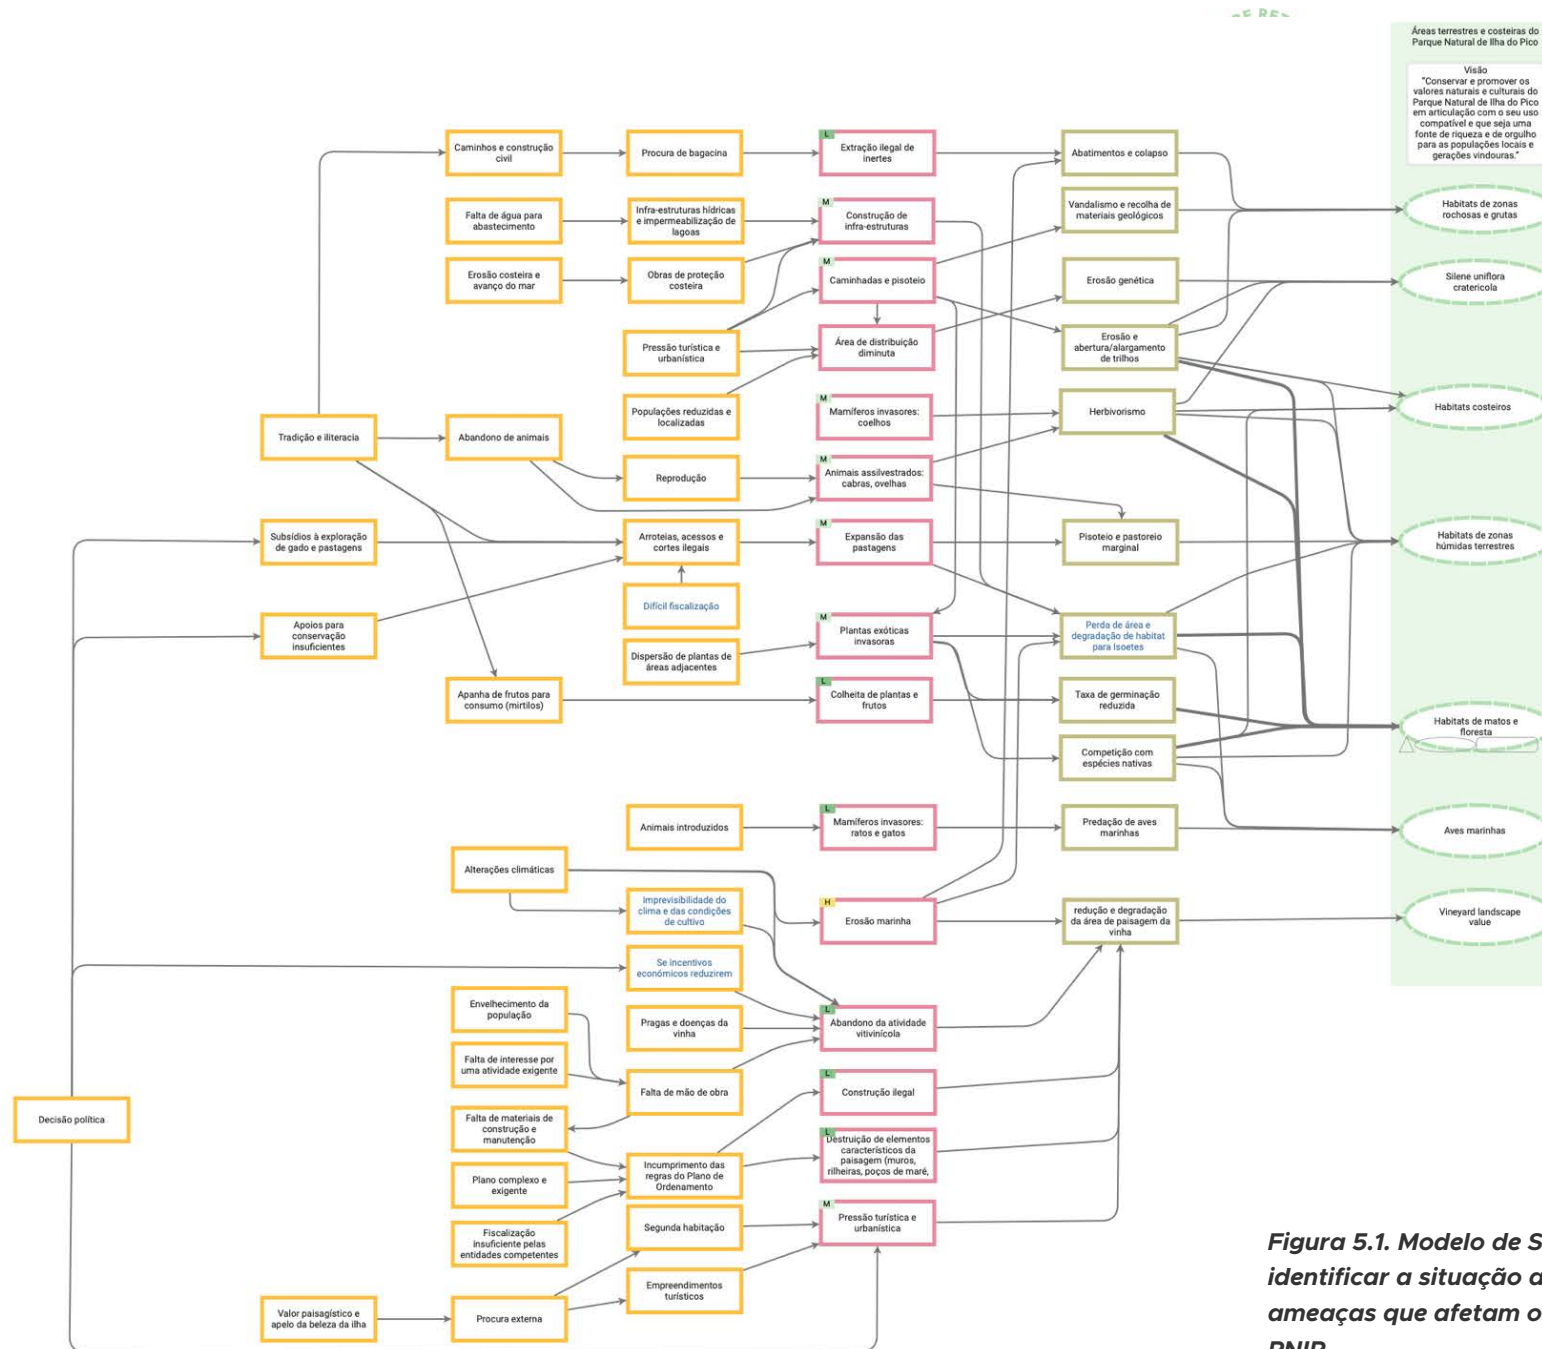 DE RE
Áreas terrestres e costeiras do
Parque Natural de Ilha do Pico
Visão
"Conservar e promover os
valores naturais e culturais do
Parque Natural de Ilha do Pico
em articulação com o seu uso
compatível e que seja uma
fonte de riqueza e de orgulho
para as populações locais e
gerações vindouras."
Caminhos e construção
civil
Procura de bagacina
L
Extração ilegal de
inertes
Abatimentos e colapso
Falta de água para
abastecimento
Infra-estruturas hídricas
e impermeabilização de
lagoas
M
Construção de
infra-estruturas
Vandalismo e recolha de
materiais geológicos
Habitats de zonas
rochosas e grutas
Erosão costeira e
avanço do mar
Obras de proteção
costeira
M
Caminhadas e pisoteio
Erosão genética
Silene uniflora
cratericola
Pressão turística e
urbanística
Área de distribuição
diminuta
Erosão e
abertura/alargamento
de trilhos
Populações reduzidas e
localizadas
M
Mamíferos invasores:
coelhos
Herbivorismo
Habitats costeiros
Tradição e iliteracia
Abandono de animais
Reprodução
M
Animais assilvestrados:
cabras, ovelhas
Subsídios à exploração
de gado e pastagens
Arroteias, acessos e
cortes ilegais
M
Expansão das
pastagens
Pisoteio e pastoreio
marginal
Habitats de zonas
húmidas terrestres
Difícil fiscalização
Apoios para
conservação
insuficientes
Dispersão de plantas de
áreas adjacentes
M
Plantas exóticas
invasoras
Perda de área e
degradação de habitat
para Isoetes
Apanha de frutos para
consumo (mirtilos)
L
Colheita de plantas e
frutos
Taxa de germinação
reduzida
Habitats de matos e
floresta
Competição com
espécies nativas
Animais introduzidos
L
Mamíferos invasores:
ratos e gatos
Predação de aves
marinhas
Aves marinhas
Alterações climáticas
Imprevisibilidade do
clima e das condições
de cultivo
H
Erosão marinha
redução e degradação
da área de paisagem da
vinha
Vineyard landscape
value
Se incentivos
económicos reduzirem
Envelhecimento da
população
Pragas e doenças da
vinha
L
Abandono da atividade
vitivinícola
Falta de interesse por
uma atividade exigente
Falta de mão de obra
L
Construção ilegal
Decisão política
Falta de materiais de
construção e
manutenção
L
Destruição de elementos
característicos da
paisagem (muros,
rilheiras, poços de maré,
Plano complexo e
exigente
Incumprimento das
regras do Plano de
Ordenamento
Fiscalização
insuficiente pelas
entidades competentes
Segunda habitação
M
Pressão turística e
urbanística
Empreendimentos
turísticos
Valor paisagístico e
apelo da beleza da ilha
Procura externa
Figura 5.1. Modelo de S
identificar a situação a
ameaças que afetam o
PNIP